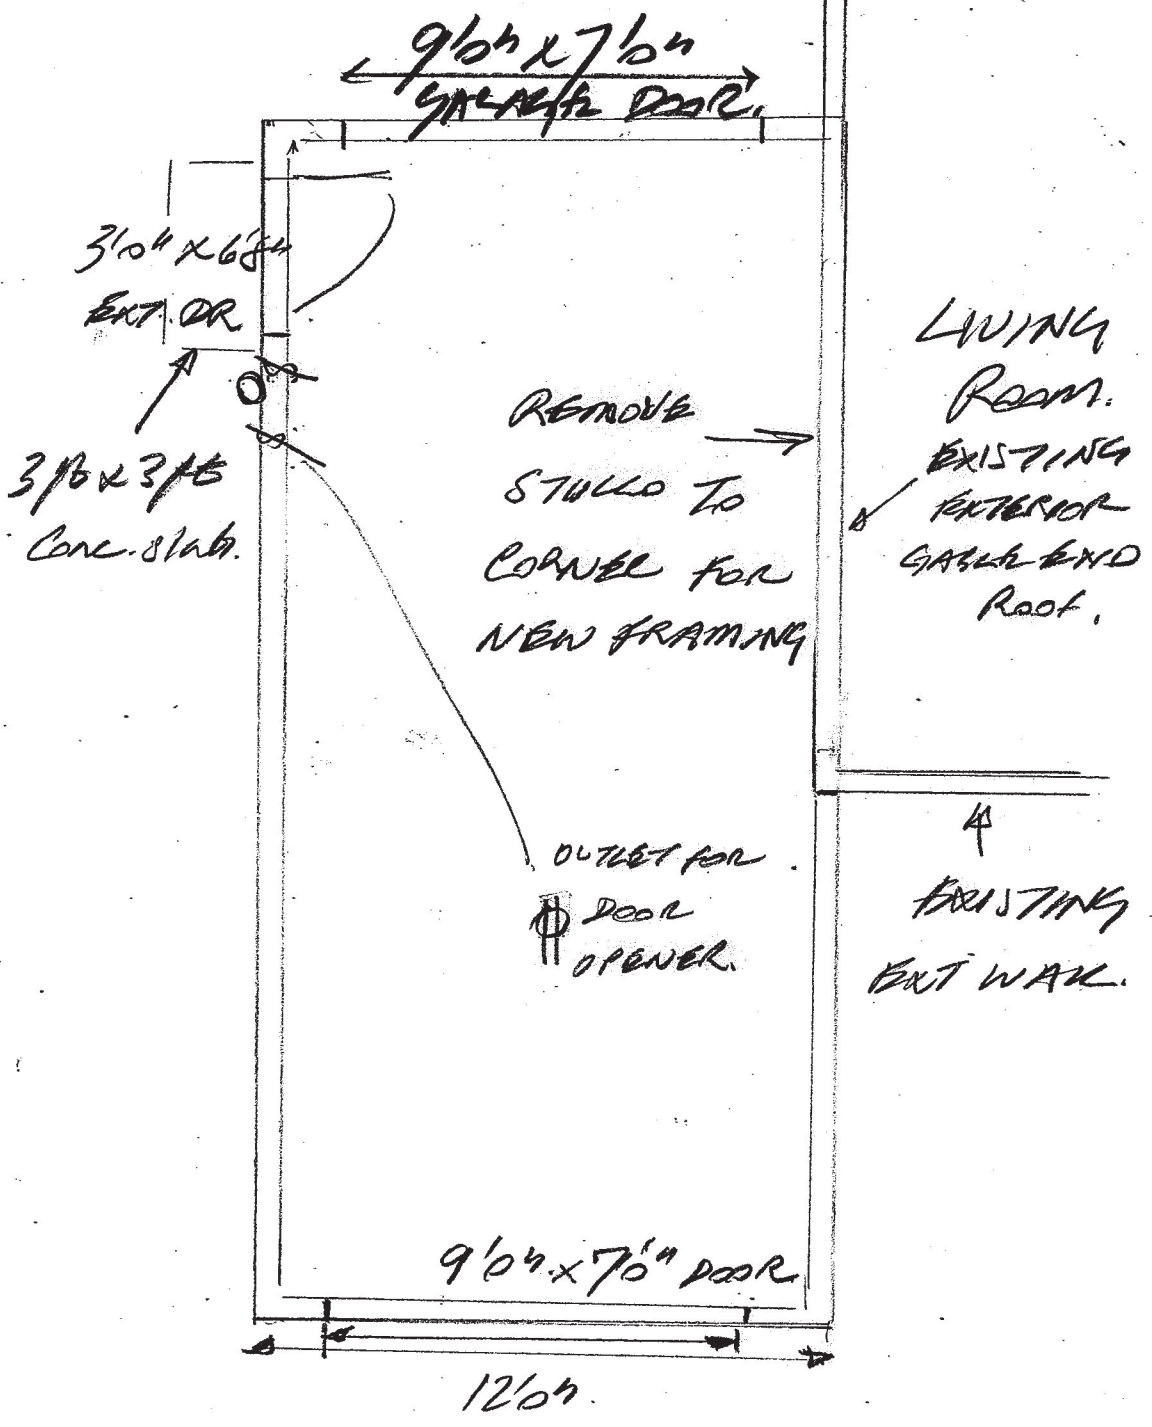 9'0" x 7'0"
GARAGE DOOR.
3'0" x 6'8"
EXT. DR
3 ft x 3 ft
Conc. slab.
REMOVE
STUCCO TO
CORNER FOR
NEW FRAMING
LIVING
ROOM.
EXISTING
EXTERIOR
GABLE END
ROOF.
OUTLET FOR
DOOR
OPENER.
EXISTING
EXT WALL.
9'0" x 7'0" DOOR
12'0".